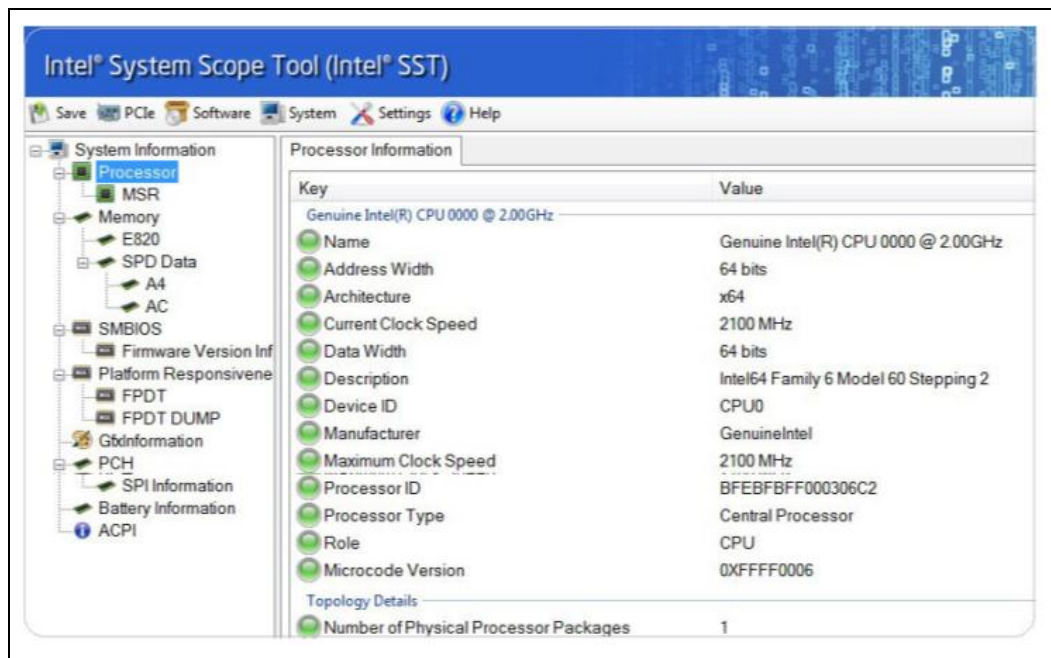 Intel® System Scope Tool (Intel® SST)
Save PCIe Software System Settings Help
System Information
Processor
MSR
Memory
E820
SPD Data
A4
AC
SMBIOS
Firmware Version Inf
Platform Responsivene
FPDT
FPDT DUMP
GfxInformation
PCH
SPI Information
Battery Information
ACPI
Processor Information
Key Value
Genuine Intel(R) CPU 0000 @ 2.00GHz
Name Genuine Intel(R) CPU 0000 @ 2.00GHz
Address Width 64 bits
Architecture x64
Current Clock Speed 2100 MHz
Data Width 64 bits
Description Intel64 Family 6 Model 60 Stepping 2
Device ID CPU0
Manufacturer GenuineIntel
Maximum Clock Speed 2100 MHz
Processor ID BFEBFBFF000306C2
Processor Type Central Processor
Role CPU
Microcode Version 0XFFFF0006
Topology Details
Number of Physical Processor Packages 1